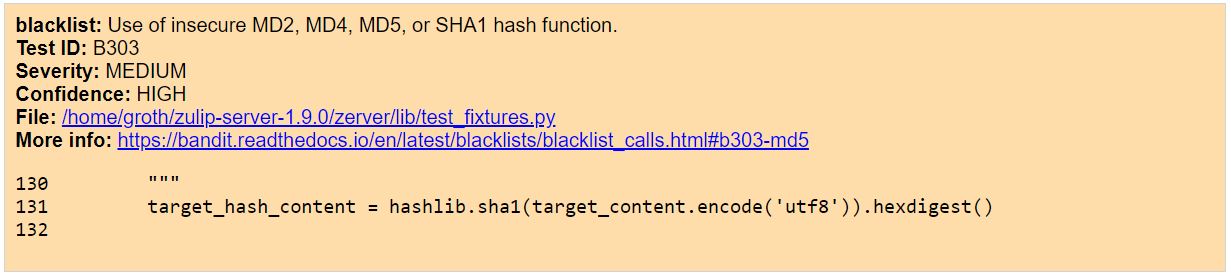 blacklist: Use of insecure MD2, MD4, MD5, or SHA1 hash function.
Test ID: B303
Severity: MEDIUM
Confidence: HIGH
File: /home/groth/zulip-server-1.9.0/zerver/lib/test_fixtures.py
More info: https://bandit.readthedocs.io/en/latest/blacklists/blacklist_calls.html#b303-md5
130 """
131 target_hash_content = hashlib.sha1(target_content.encode('utf8')).hexdigest()
132